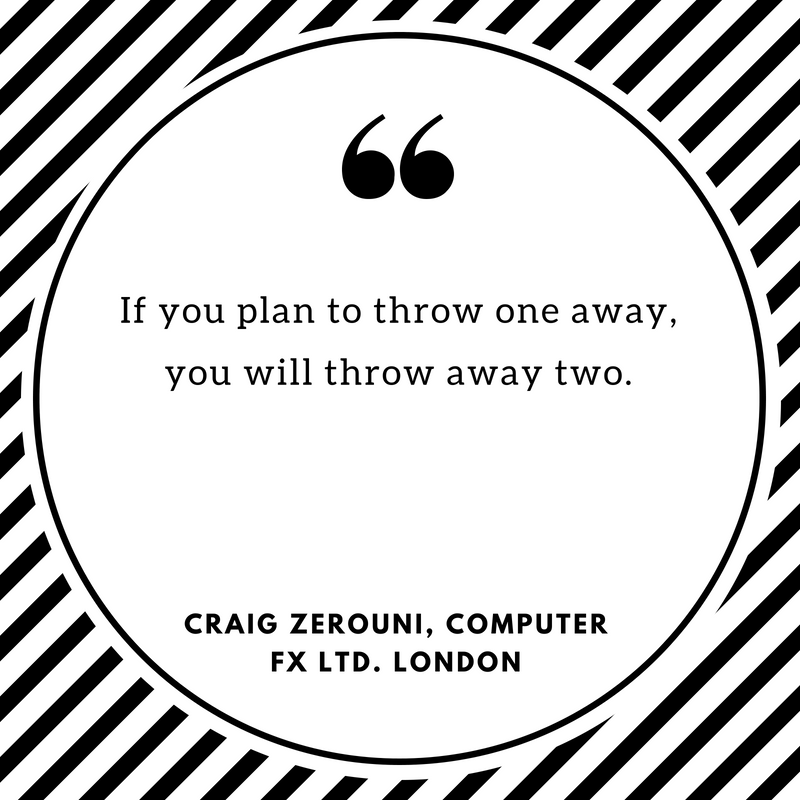 “
If you plan to throw one away,
you will throw away two.
CRAIG ZEROUNI, COMPUTER
FX LTD. LONDON